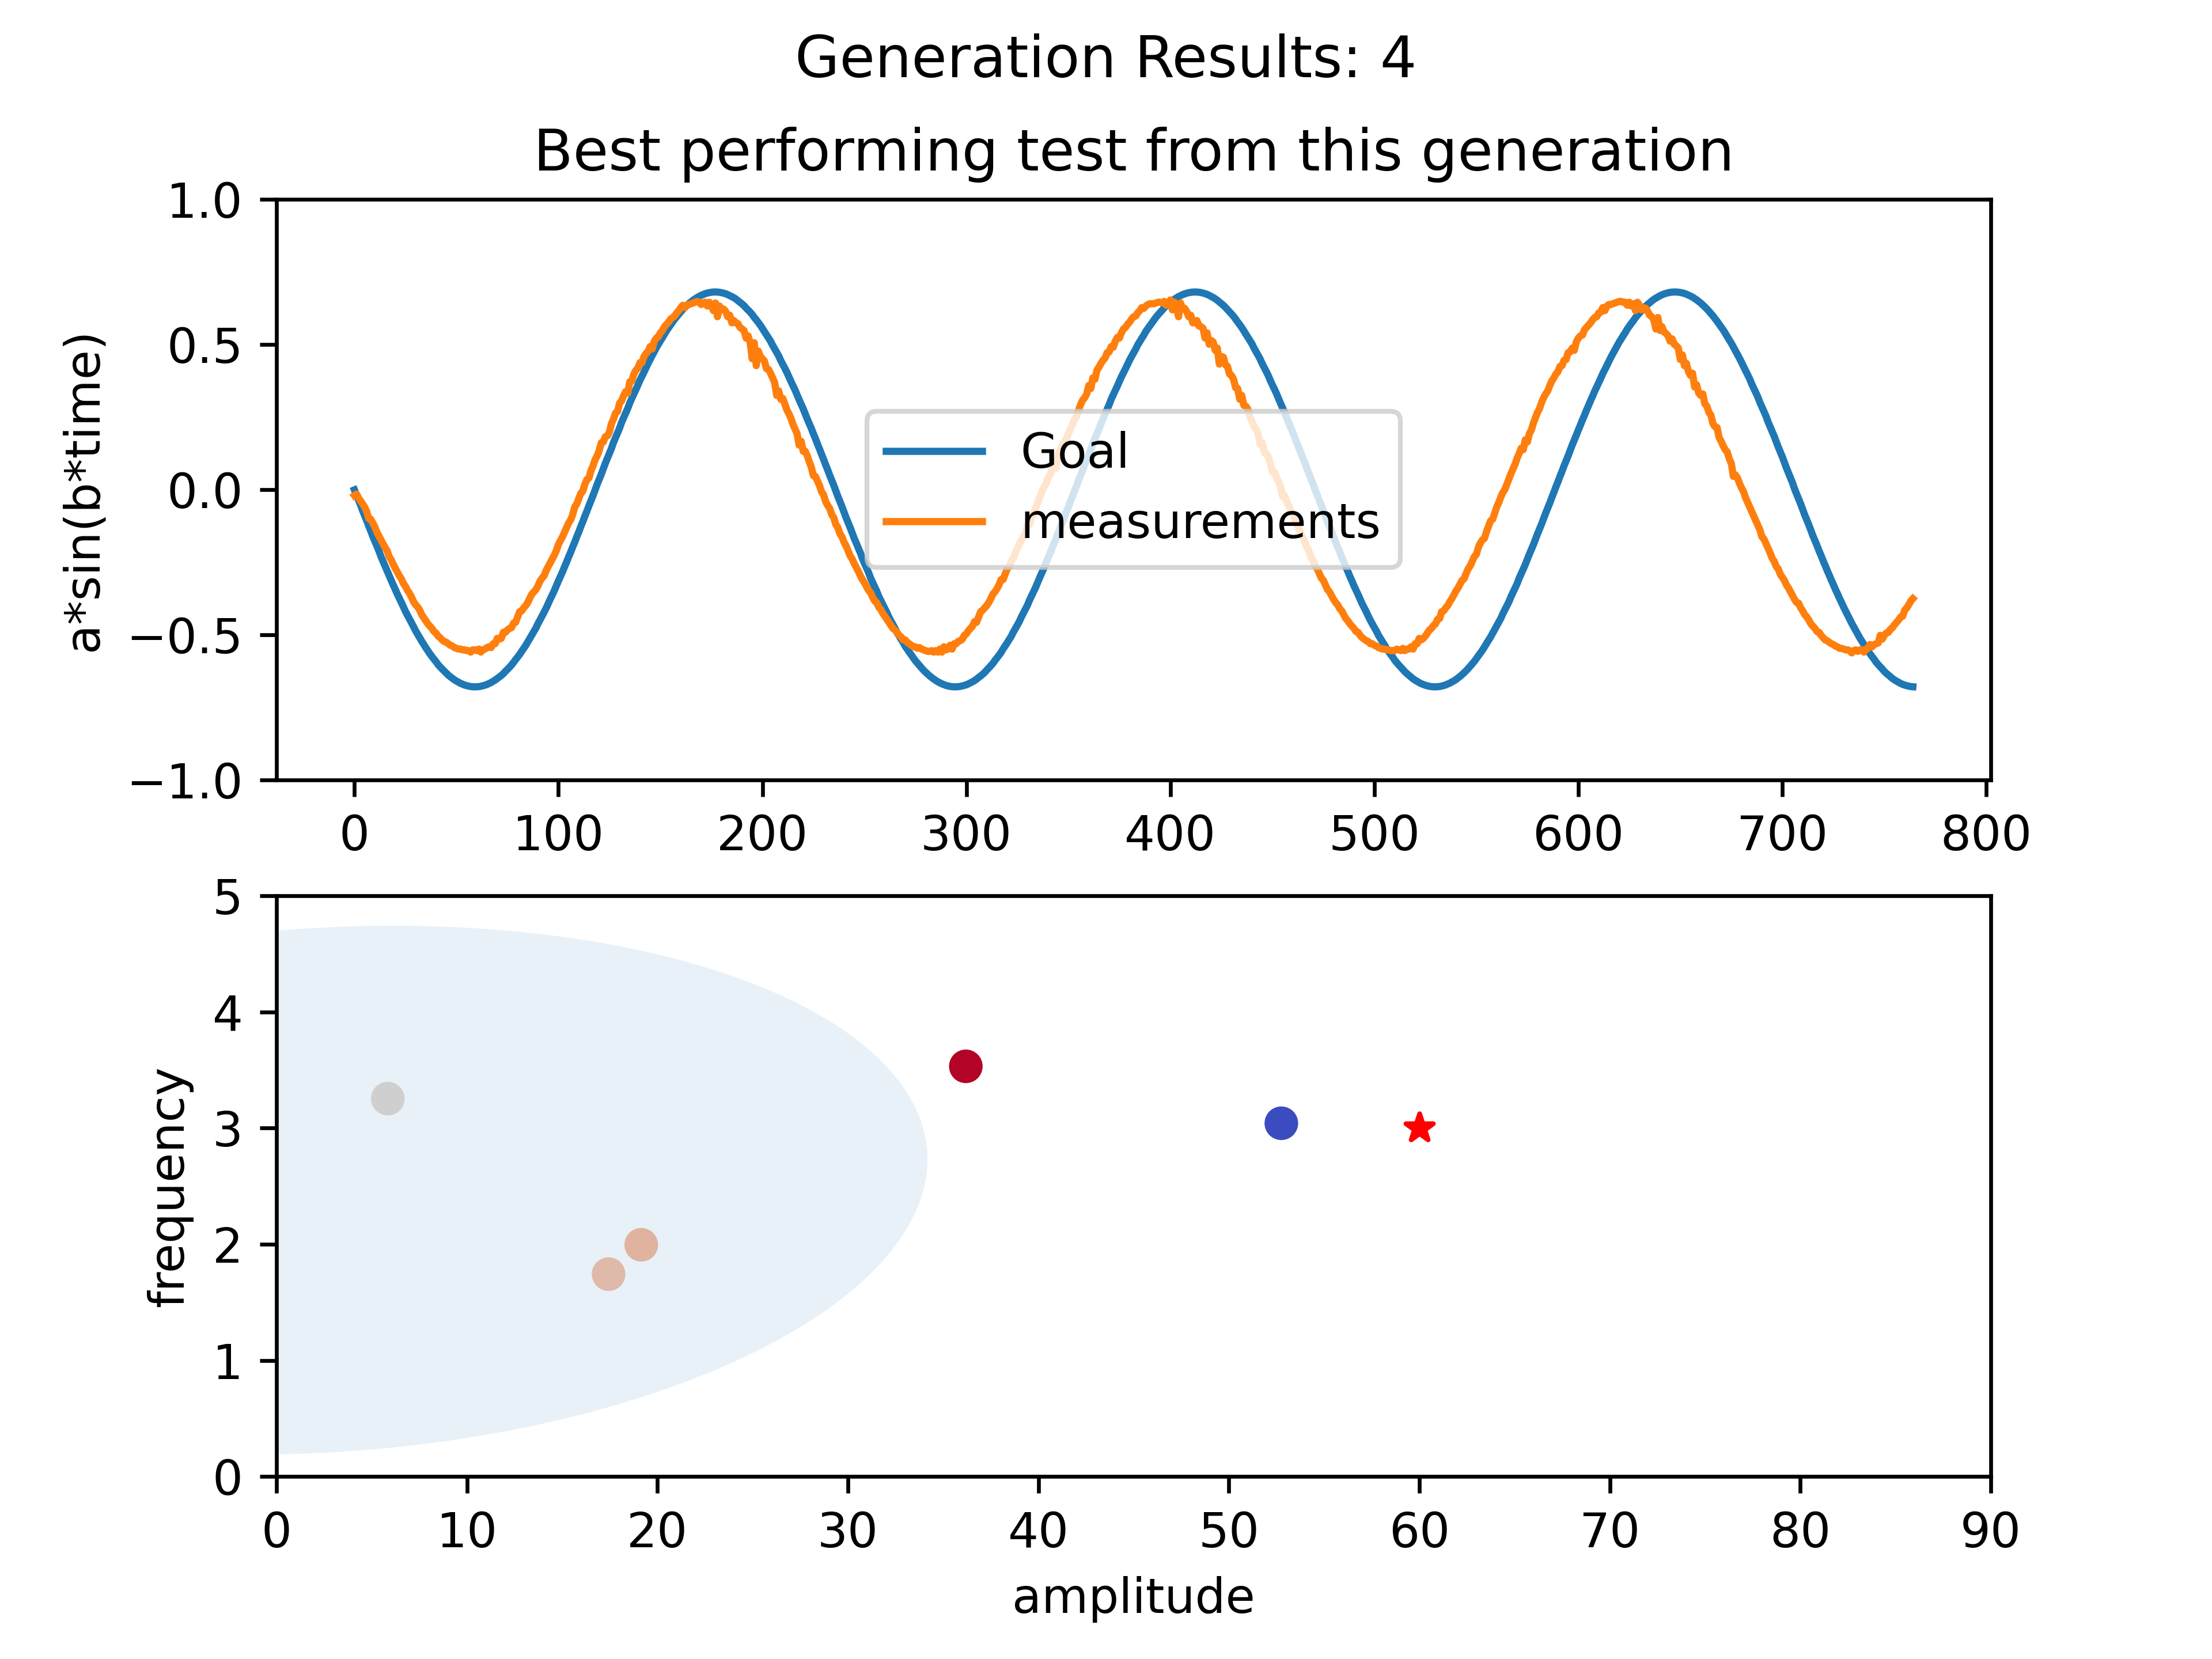 Generation Results: 4
Best performing test from this generation
a*sin(b*time)
1.0
0.5
0.0
−0.5
−1.0
Goal
measurements
0 100 200 300 400 500 600 700 800
frequency
5
4
3
2
1
0
0 10 20 30 40 50 60 70 80 90
amplitude